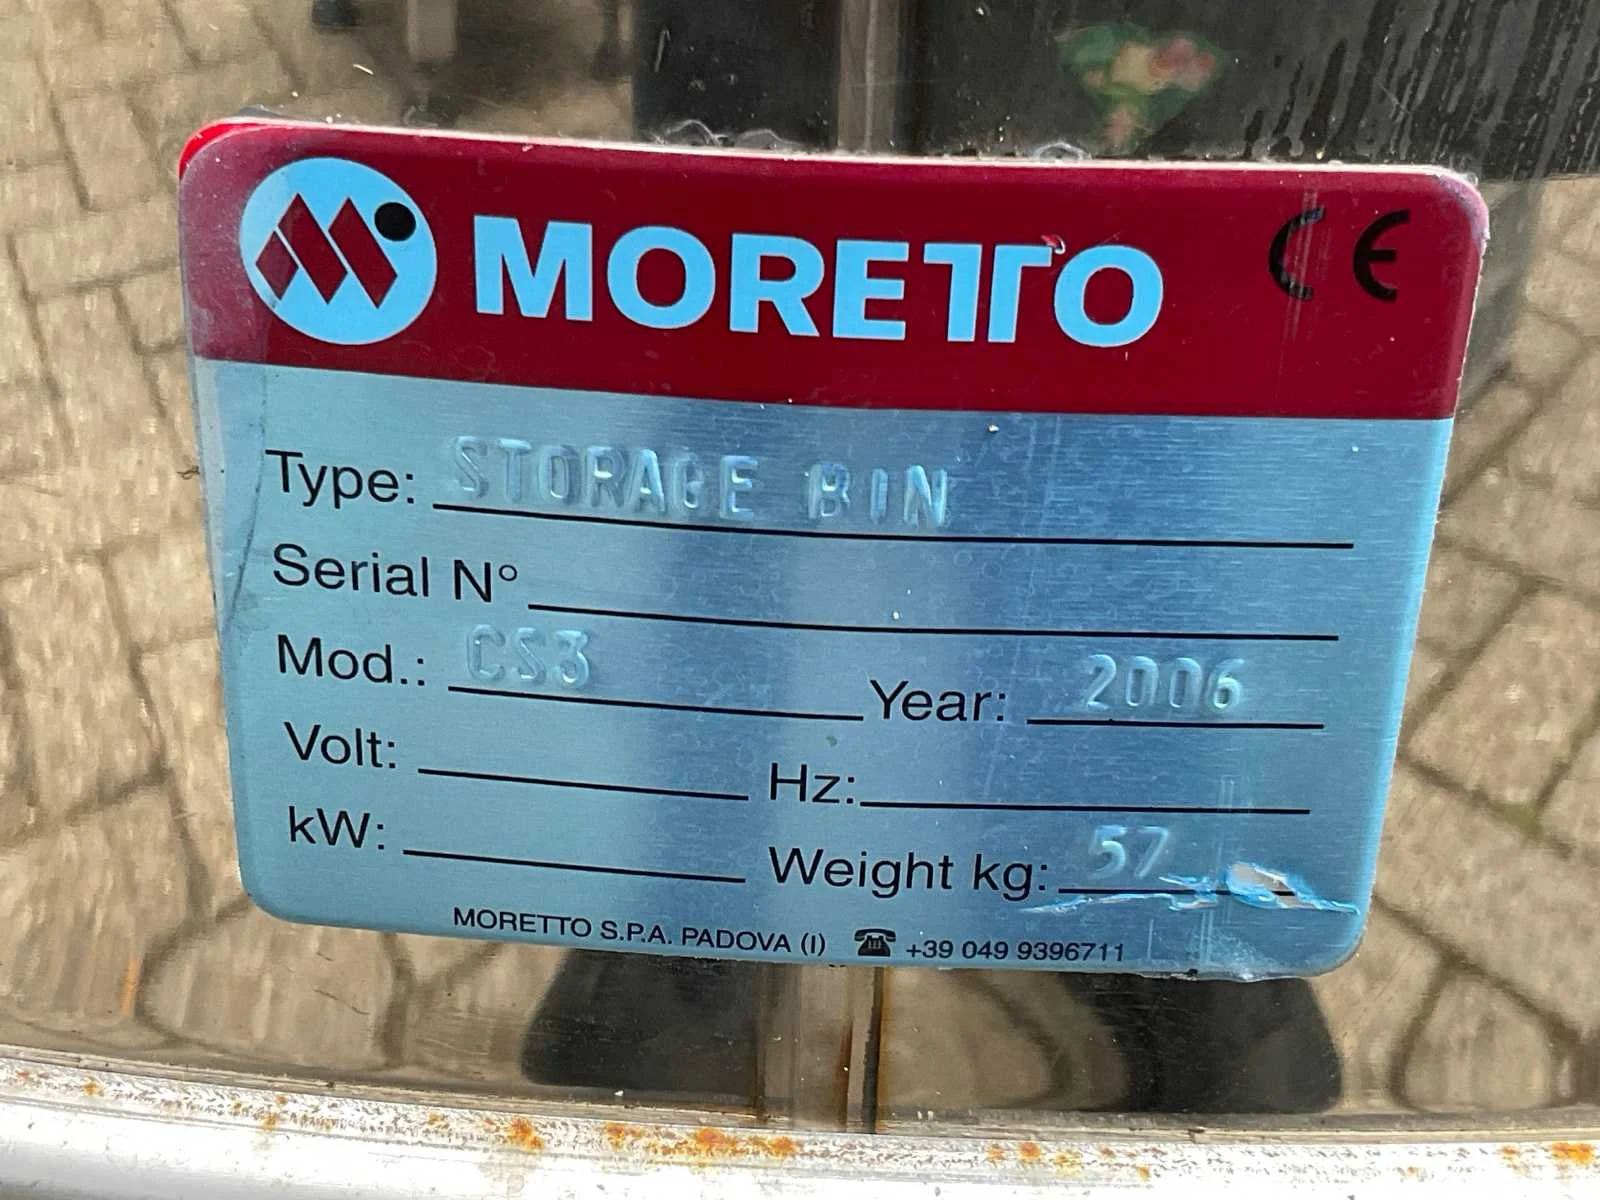 MORETTO CE
Type: STORAGE BIN
Serial N°
Mod.: CS3 Year: 2006
Volt: Hz:
kW: Weight kg: 57
MORETTO S.P.A. PADOVA (I) ☎ +39 049 9396711